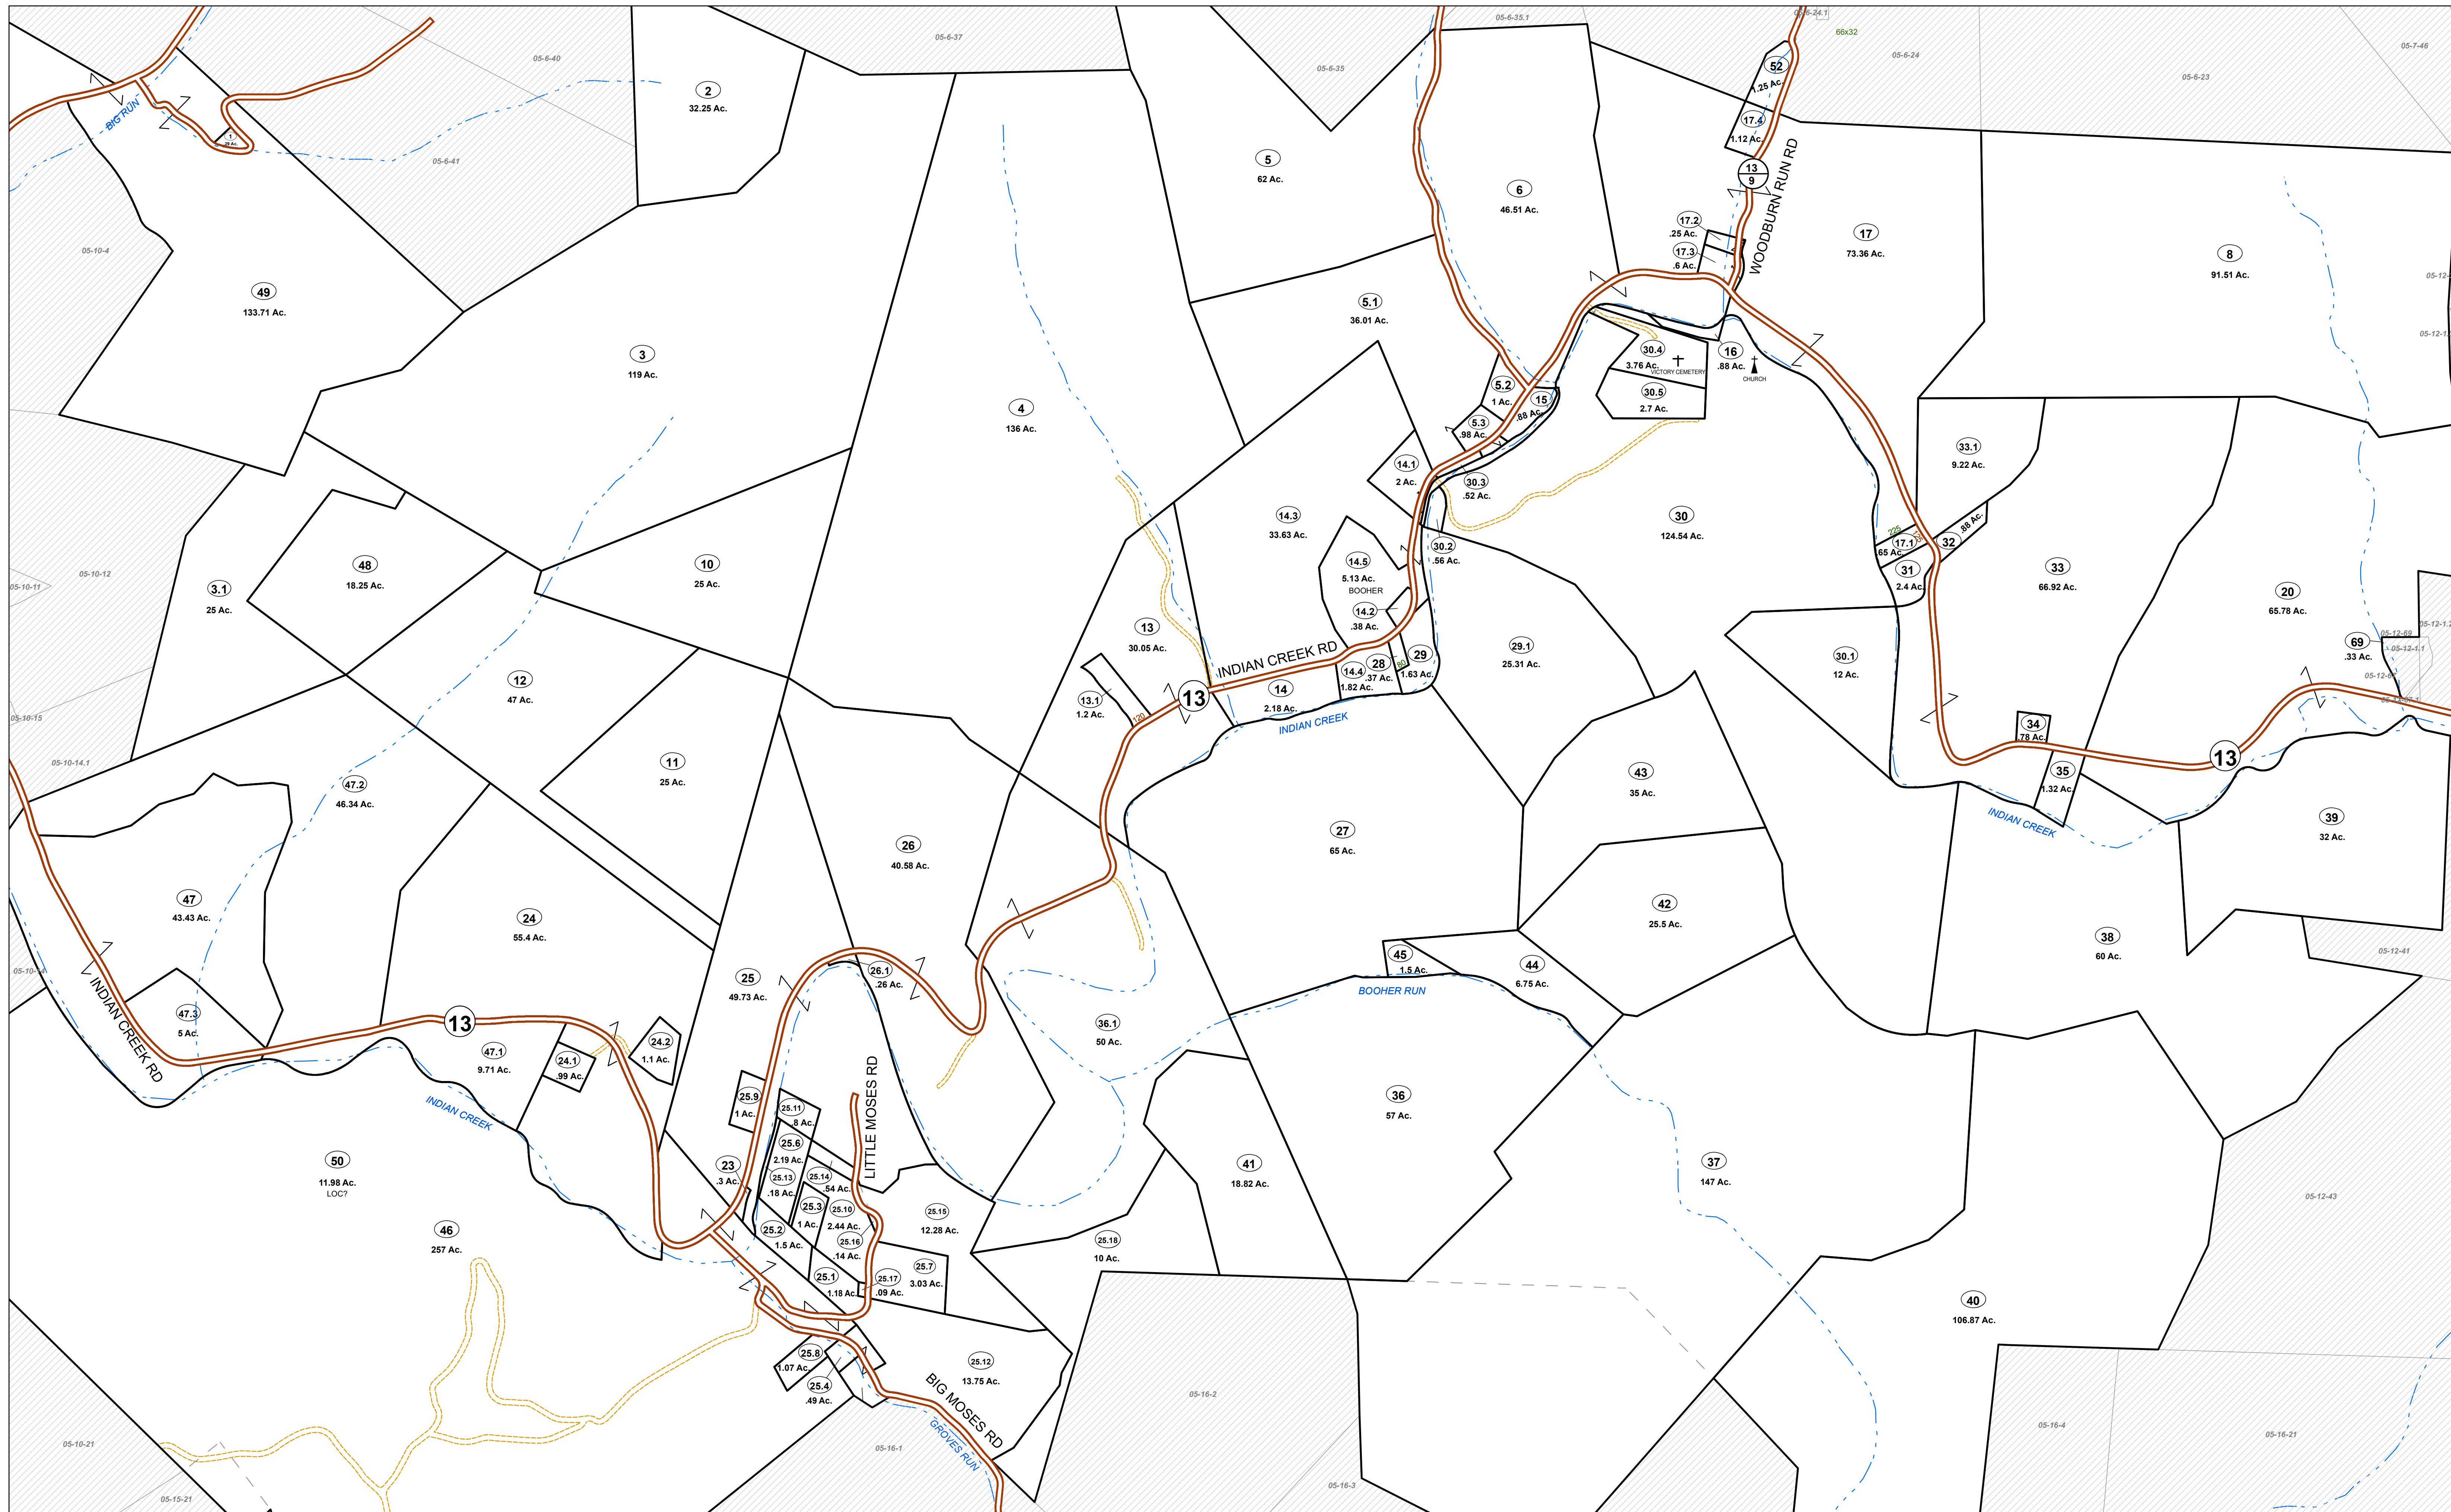 05-6-24.1
05-6-35.1
05-6-37
05-6-40
05-6-35
05-6-24
05-7-46
05-6-23
66x32
52
1.25 Ac.
2
32.25 Ac.
BIG RUN
1
05-6-41
17.4
1.12 Ac.
5
62 Ac.
6
46.51 Ac.
13
9
WOODBURN RUN RD
17.2
.25 Ac.
17.3
.6 Ac.
17
73.36 Ac.
8
91.51 Ac.
05-10-4
49
133.71 Ac.
5.1
36.01 Ac.
3
119 Ac.
30.4
3.76 Ac.
VICTORY CEMETERY
16
.88 Ac.
CHURCH
30.5
2.7 Ac.
5.2
1 Ac.
15
.88 Ac.
5.3
.98 Ac.
4
136 Ac.
33.1
9.22 Ac.
14.1
2 Ac.
30.3
.52 Ac.
14.3
33.63 Ac.
30
124.54 Ac.
225
17.1
.65 Ac.
32
.88 Ac.
31
2.4 Ac.
30.2
.56 Ac.
14.5
5.13 Ac.
BOOHER
14.2
.38 Ac.
48
18.25 Ac.
10
25 Ac.
05-10-11
05-10-12
3.1
25 Ac.
33
66.92 Ac.
20
65.78 Ac.
13
30.05 Ac.
INDIAN CREEK RD
29.1
25.31 Ac.
30.1
12 Ac.
69
.33 Ac.
05-12-69
05-12-1.2
05-12-1.1
12
47 Ac.
13.1
1.2 Ac.
120
13
14
2.18 Ac.
14.4
1.82 Ac.
28
.37 Ac.
80
29
1.63 Ac.
INDIAN CREEK
05-10-15
34
.78 Ac.
13
05-10-14.1
11
25 Ac.
43
35 Ac.
35
1.32 Ac.
47.2
46.34 Ac.
INDIAN CREEK
39
32 Ac.
27
65 Ac.
26
40.58 Ac.
47
43.43 Ac.
24
55.4 Ac.
42
25.5 Ac.
38
60 Ac.
05-12-41
45
1.5 Ac.
44
6.75 Ac.
BOOHER RUN
05-10-14
25
49.73 Ac.
26.1
.26 Ac.
INDIAN CREEK RD
47.3
5 Ac.
13
36.1
50 Ac.
47.1
9.71 Ac.
24.1
.99 Ac.
24.2
1.1 Ac.
36
57 Ac.
INDIAN CREEK
25.9
1 Ac.
25.11
.8 Ac.
LITTLE MOSES RD
25.6
2.19 Ac.
50
11.98 Ac.
LOC?
23
.3 Ac.
25.13
.18 Ac.
25.14
.54 Ac.
41
18.82 Ac.
37
147 Ac.
05-12-43
25.3
1 Ac.
25.10
2.44 Ac.
25.15
12.28 Ac.
46
257 Ac.
25.2
1.5 Ac.
25.16
.14 Ac.
25.18
10 Ac.
25.1
1.18 Ac.
25.17
.09 Ac.
25.7
3.03 Ac.
40
106.87 Ac.
25.8
1.07 Ac.
25.4
.49 Ac.
25.12
13.75 Ac.
BIG MOSES RD
GROVES RUN
05-16-2
05-16-4
05-16-21
05-10-21
05-16-1
05-16-3
05-15-21